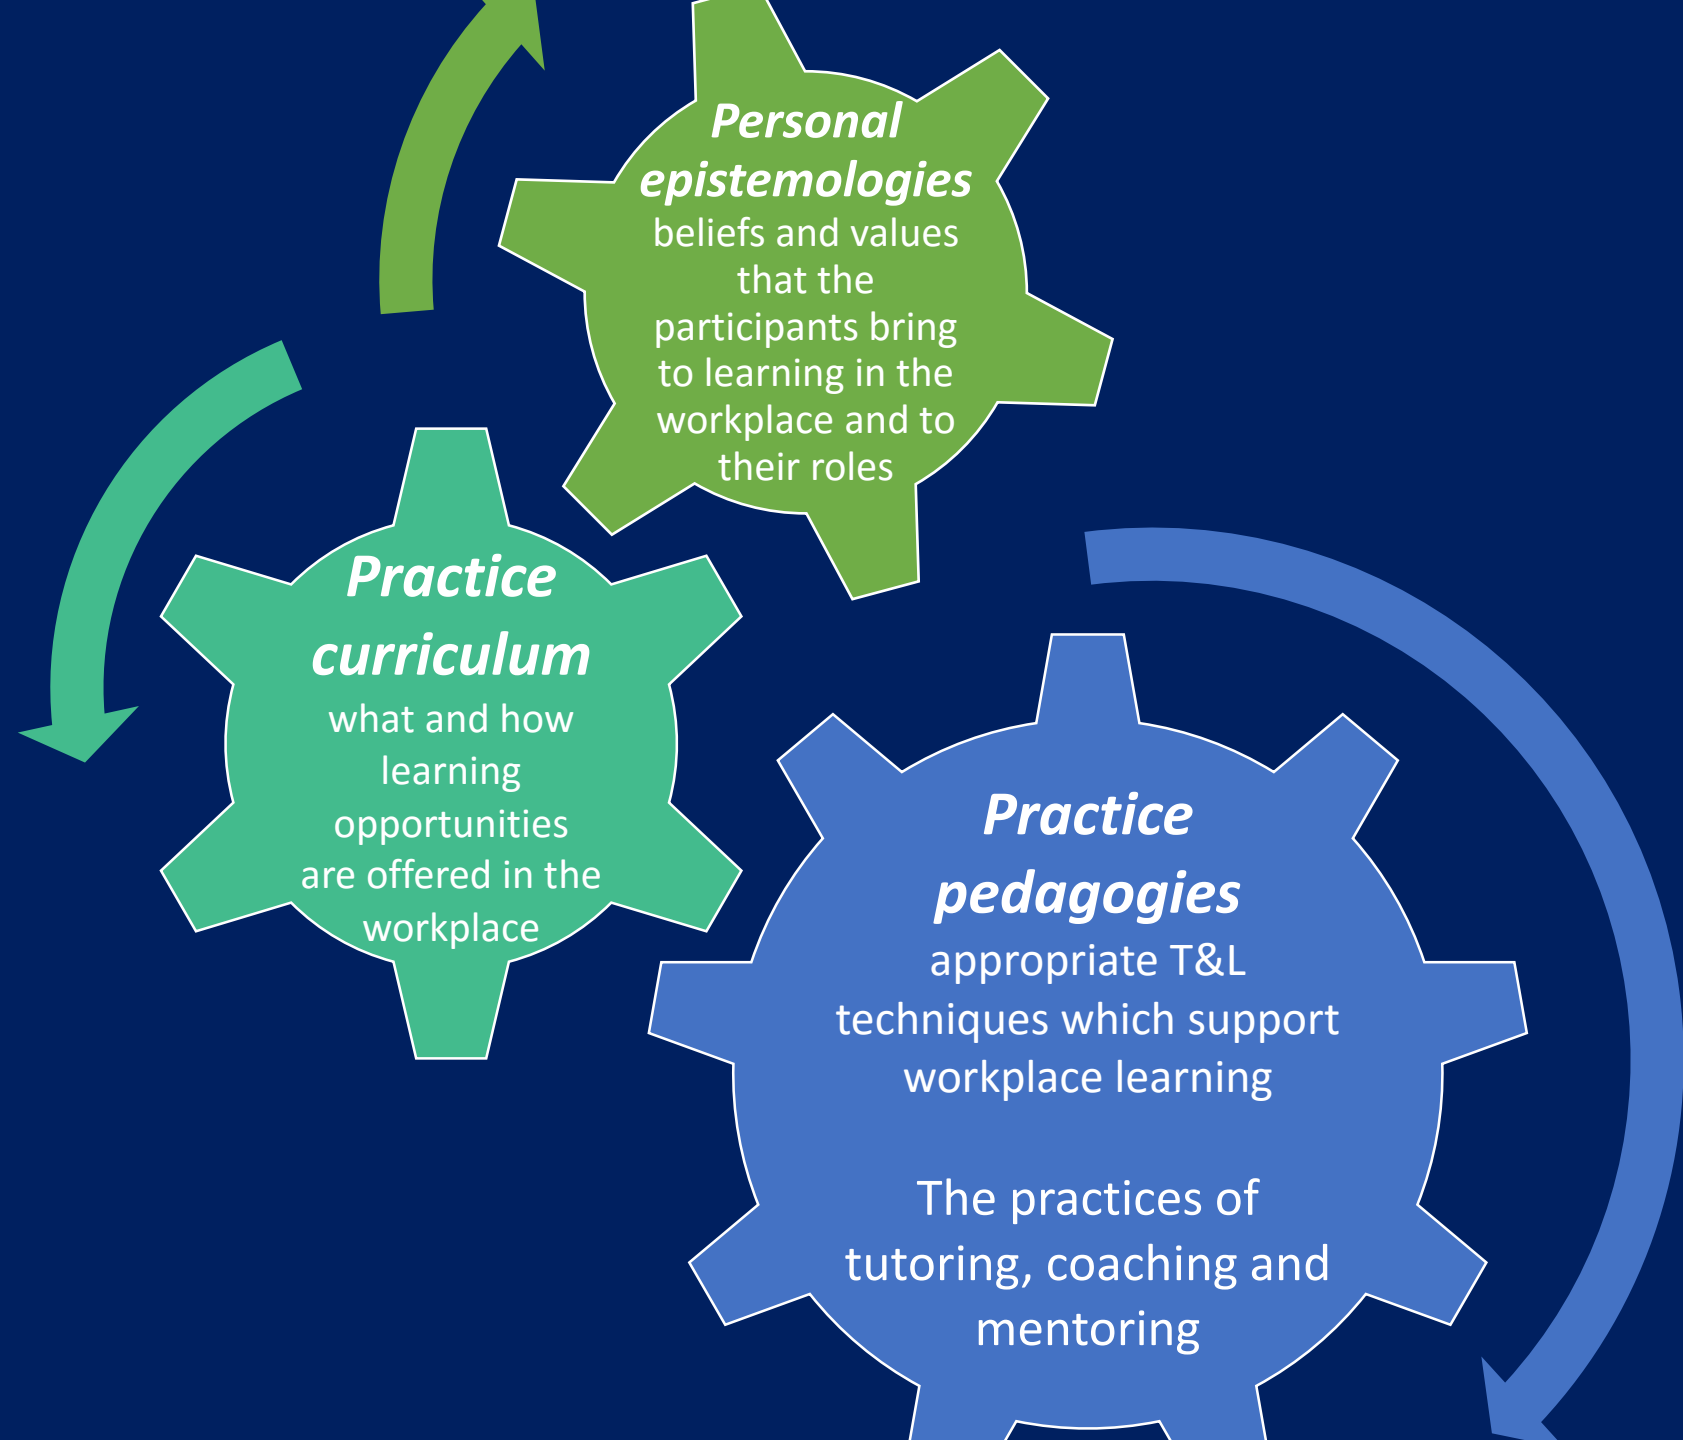 Personal
epistemologies
beliefs and values
that the
participants bring
to learning in the
workplace and to
their roles
Practice
curriculum
what and how
learning
opportunities
are offered in the
workplace
Practice
pedagogies
appropriate T&L
techniques which support
workplace learning
The practices of
tutoring, coaching and
mentoring